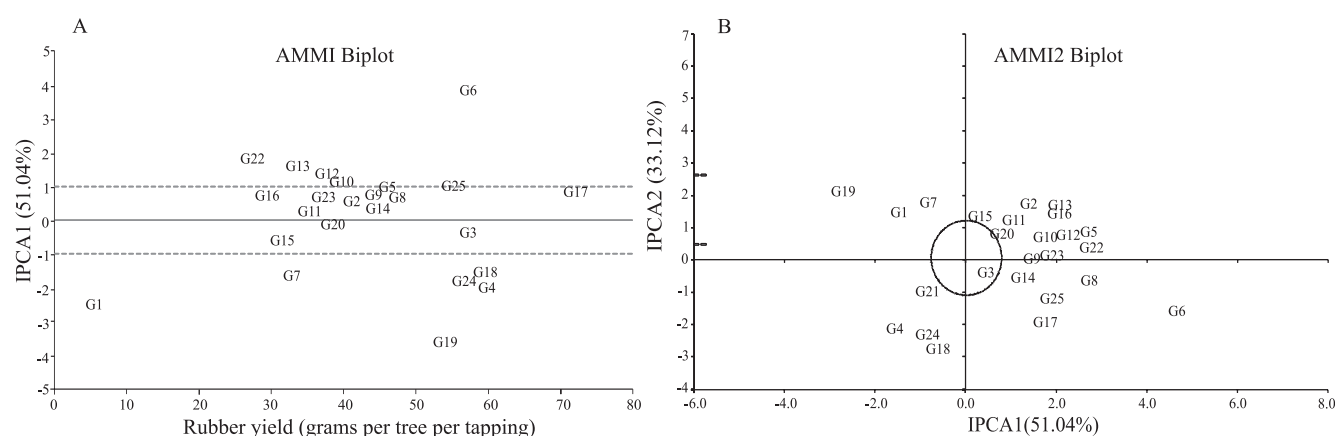 A
AMMI Biplot
IPCA1 (51.04%)
5
4
3
2
1
0
-1
-2
-3
-4
-5
G6
G22
G13
G12
G10
G5
G25
G17
G16
G23
G2
G9
G8
G11
G14
G20
G3
G15
G7
G18
G24
G4
G1
G19
0
10
20
30
40
50
60
70
80
Rubber yield (grams per tree per tapping)
B
AMMI2 Biplot
IPCA2 (33.12%)
7
6
5
4
3
2
1
0
-1
-2
-3
-4
G19
G1
G7
G15
G2
G13
G16
G11
G20
G10
G12
G5
G22
G9
G23
G3
G14
G8
G21
G25
G17
G6
G4
G24
G18
-6.0
-4.0
-2.0
0.0
2.0
4.0
6.0
8.0
IPCA1(51.04%)